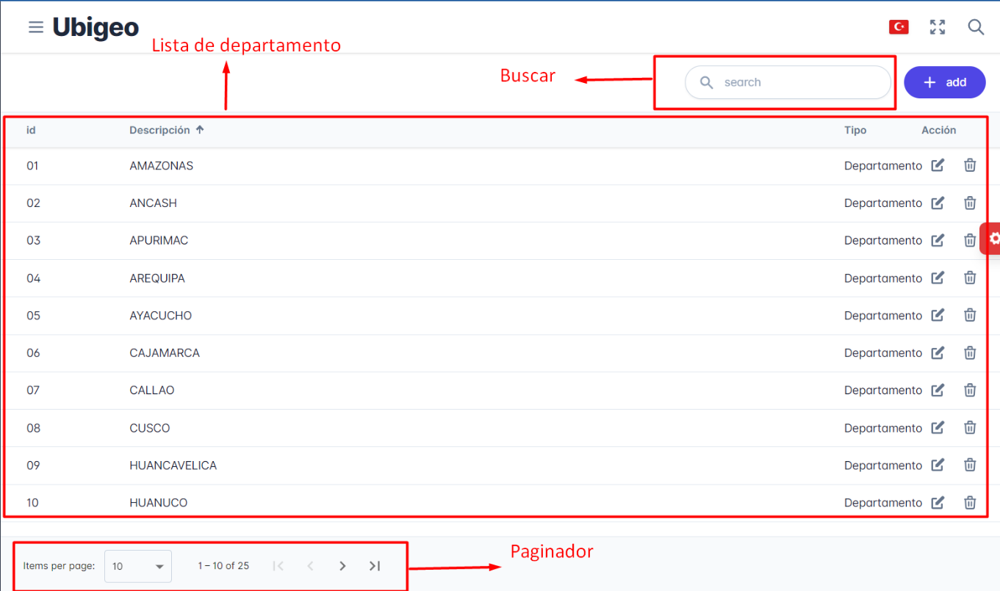 Ubigeo
Lista de departamento
Buscar
search
add
id Descripción Tipo Acción
01 AMAZONAS Departamento
02 ANCASH Departamento
03 APURIMAC Departamento
04 AREQUIPA Departamento
05 AYACUCHO Departamento
06 CAJAMARCA Departamento
07 CALLAO Departamento
08 CUSCO Departamento
09 HUANCAVELICA Departamento
10 HUANUCO Departamento
Items per page: 10 1 – 10 of 25
Paginador